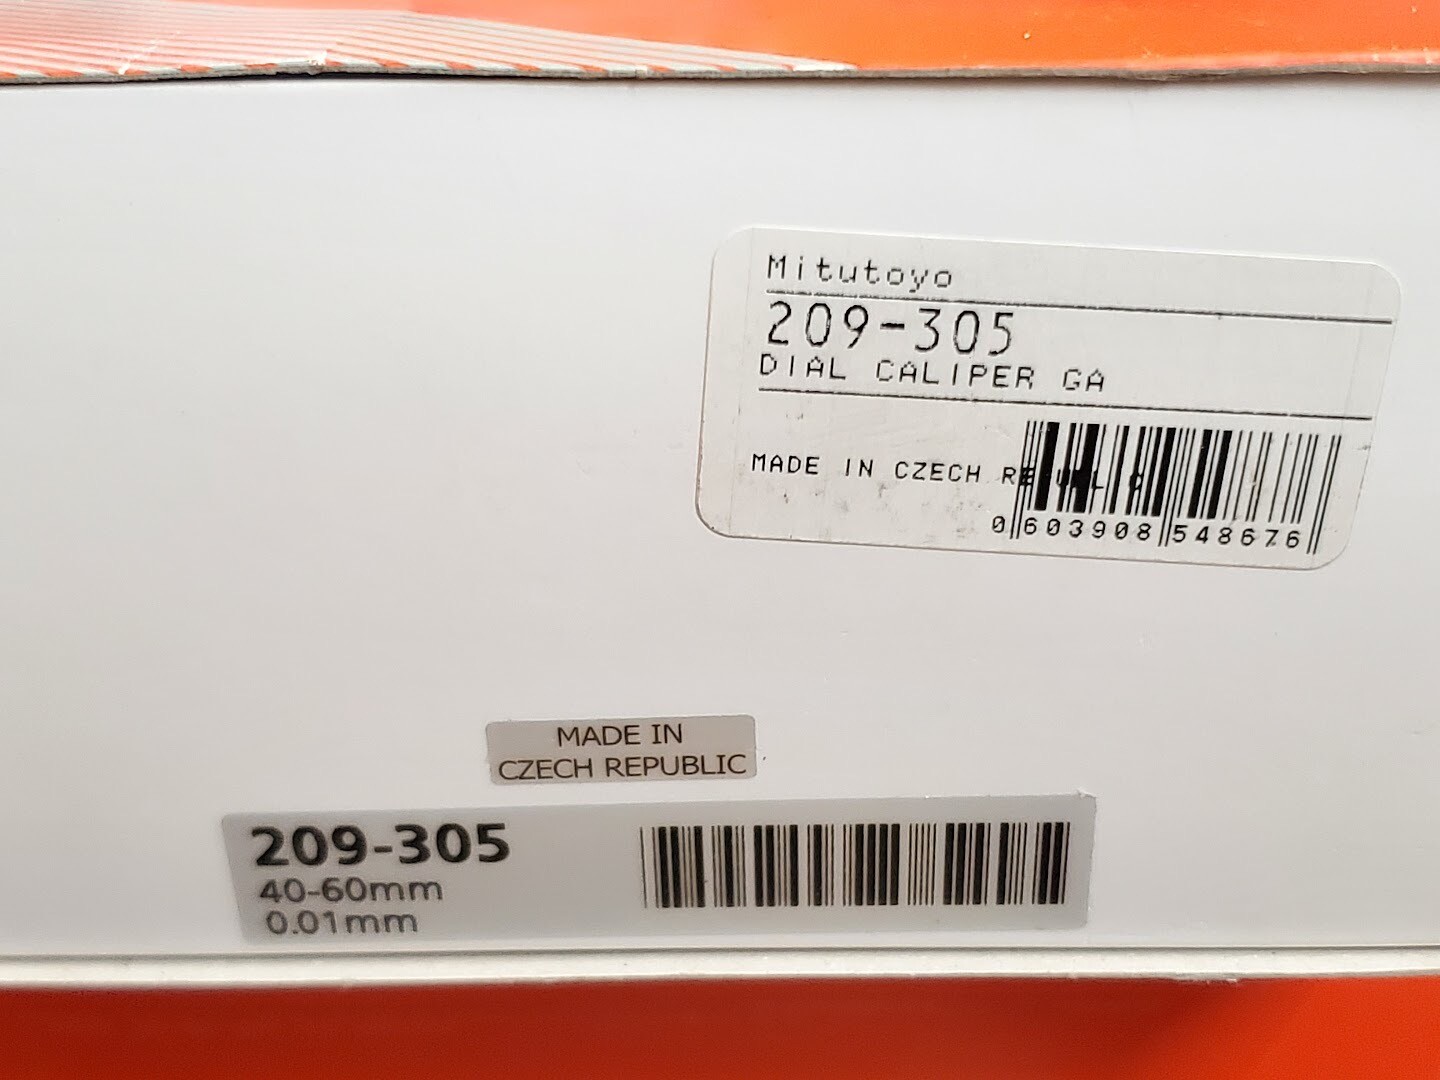 Mitutoyo
209-305
DIAL CALIPER GA
MADE IN CZECH REPUBLIC
0 603908 548676
MADE IN
CZECH REPUBLIC
209-305
40-60mm
0.01mm